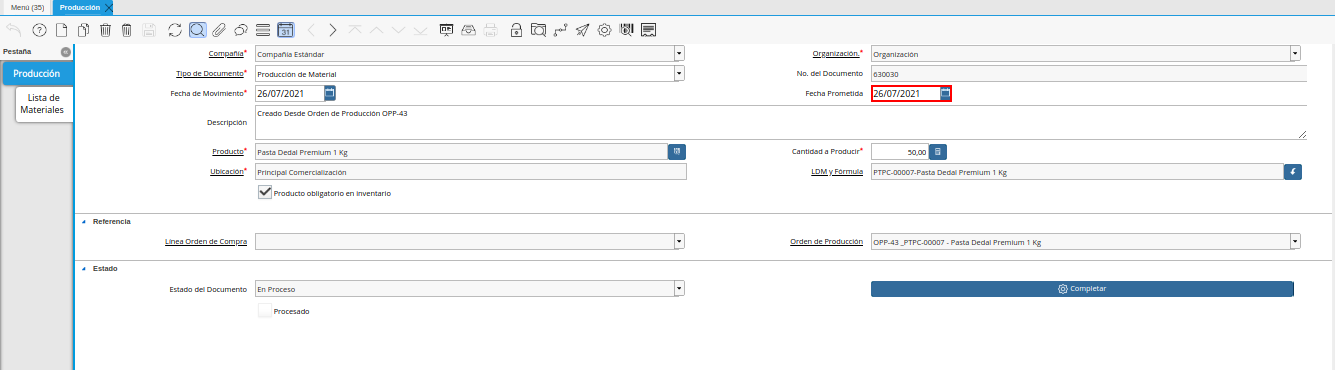 Menú (35) Producción
31
Pestaña
Producción
Lista de
Materiales
Compañía* Compañía Estándar Organización.* Organización
Tipo de Documento* Producción de Material No. del Documento 630030
Fecha de Movimiento* 26/07/2021 Fecha Prometida 26/07/2021
Descripción Creado Desde Orden de Producción OPP-43
Producto* Pasta Dedal Premium 1 Kg Cantidad a Producir* 50,00
Ubicación* Principal Comercialización LDM y Fórmula PTPC-00007-Pasta Dedal Premium 1 Kg
Producto obligatorio en inventario
Referencia
Línea Orden de Compra Orden de Producción OPP-43 _PTPC-00007 - Pasta Dedal Premium 1 Kg
Estado
Estado del Documento En Proceso Completar
Procesado